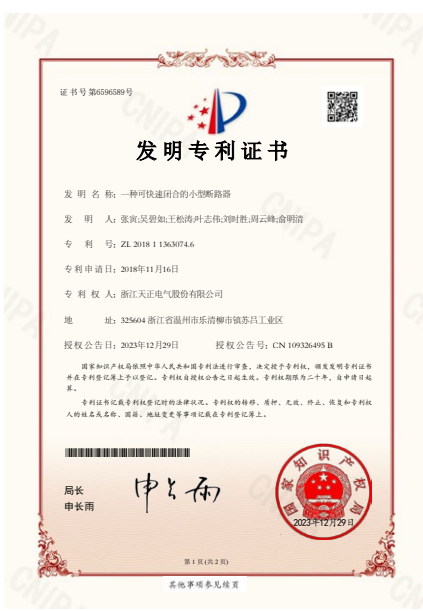 证书号第6596589号
发明专利证书
发 明 名 称：一种可快速闭合的小型断路器
发 明 人：张寅;吴碧如;王松涛;叶志伟;刘时胜;周云峰;俞明清
专 利 号：ZL 2018 1 1363074.6
专利申请日：2018年11月16日
专 利 权 人：浙江天正电气股份有限公司
地 址：325604 浙江省温州市乐清柳市镇苏吕工业区
授权公告日：2023年12月29日 授权公告号：CN 109326495 B
国家知识产权局依照中华人民共和国专利法进行审查，决定授予专利权，颁发发明专利证书
并在专利登记簿上予以登记。专利权自授权公告之日起生效。专利权期限为二十年，自申请日起
算。
专利证书记载专利权登记时的法律状况。专利权的转移、质押、无效、终止、恢复和专利权
人的姓名或名称、国籍、地址变更等事项记载在专利登记簿上。
局长
申长雨
申长雨
国家知识产权局
2023年12月29日
第 1 页 (共 2 页)
其他事项参见续页
CNIPA